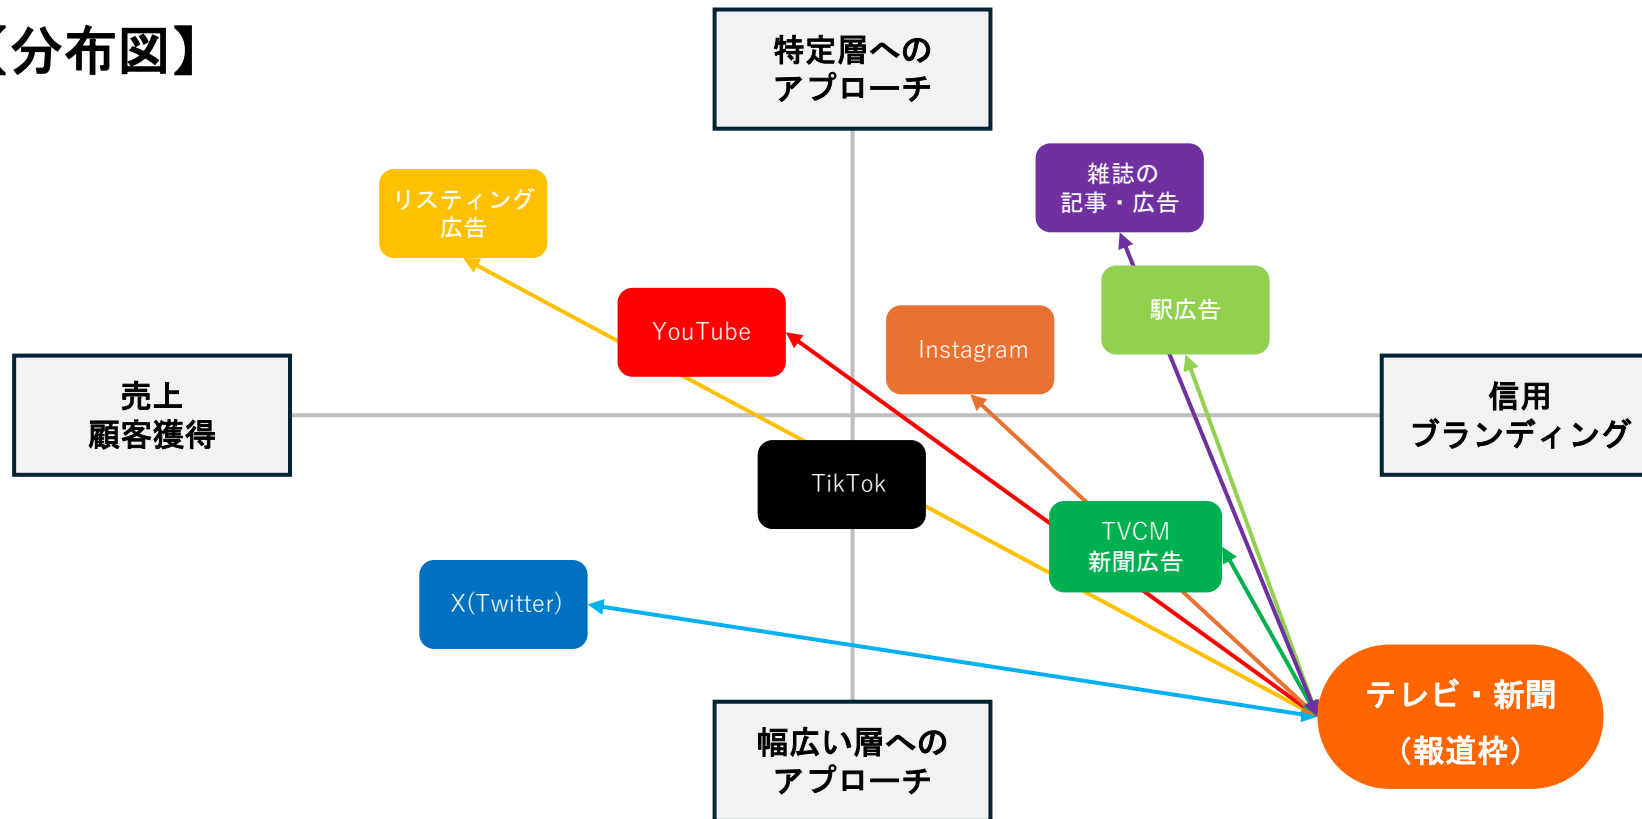 【分布図】
特定層への
アプローチ
雑誌の
記事・広告
リスティング
広告
駅広告
YouTube
Instagram
売上
顧客獲得
信用
ブランディング
TikTok
TVCM
新聞広告
X(Twitter)
テレビ・新聞
（報道枠）
幅広い層への
アプローチ